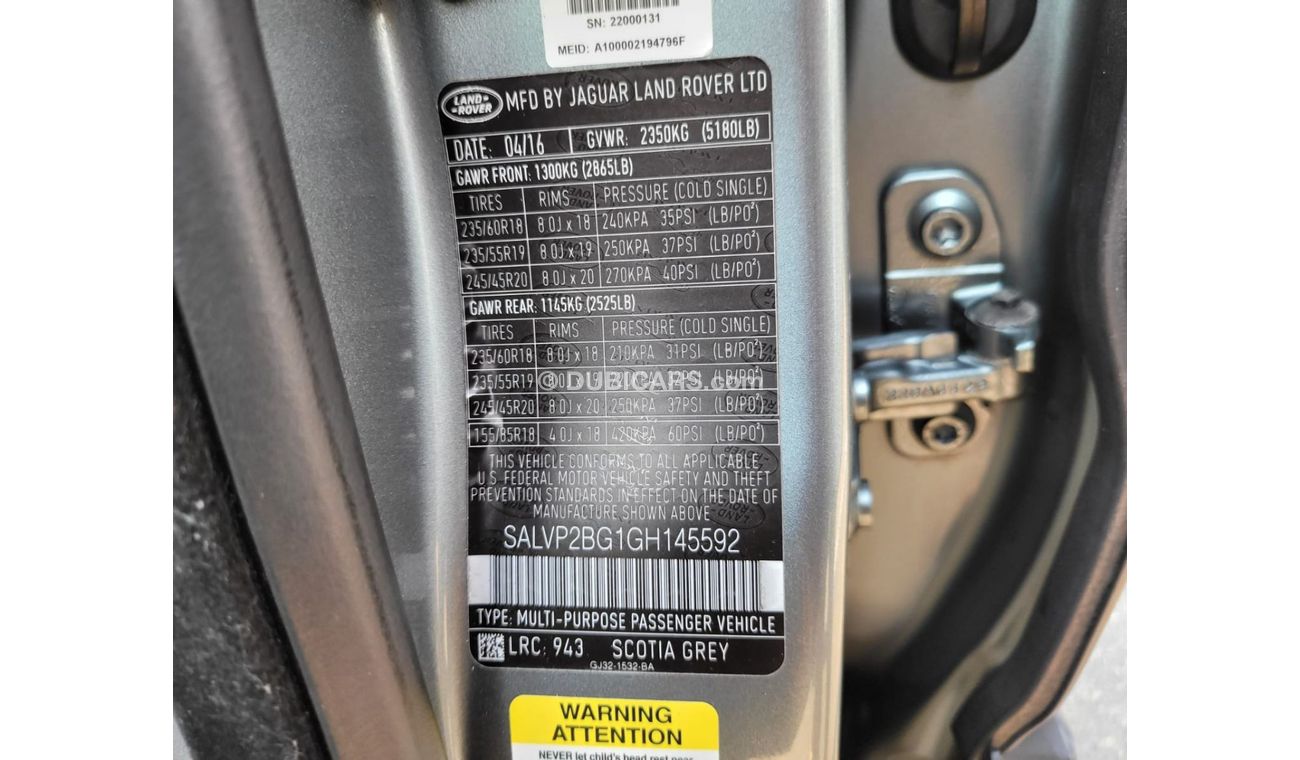 SN: 22000131
MEID: A100002194796F
LAND ROVER MFD BY JAGUAR LAND ROVER LTD
DATE: 04/16 GVWR: 2350KG (5180LB)
GAWR FRONT: 1300KG (2865LB)
TIRES RIMS PRESSURE (COLD SINGLE)
235/60R18 8.0J x 18 240KPA 35PSI (LB/PO²)
235/55R19 8.0J x 19 250KPA 37PSI (LB/PO²)
245/45R20 8.0J x 20 270KPA 40PSI (LB/PO²)
GAWR REAR: 1145KG (2525LB)
TIRES RIMS PRESSURE (COLD SINGLE)
235/60R18 8.0J x 18 210KPA 31PSI (LB/PO²)
235/55R19
© DUBICARS.com
245/45R20 8.0J x 20 250KPA 37PSI (LB/PO²)
155/85R18 4.0J x 18 420KPA 60PSI (LB/PO²)
THIS VEHICLE CONFORMS TO ALL APPLICABLE
U.S. FEDERAL MOTOR VEHICLE SAFETY AND THEFT
PREVENTION STANDARDS IN EFFECT ON THE DATE OF
MANUFACTURE SHOWN ABOVE
SALVP2BG1GH145592
TYPE: MULTI-PURPOSE PASSENGER VEHICLE
LRC: 943 SCOTIA GREY
GJ32-1532-BA
WARNING
ATTENTION
NEVER let child's head rest near